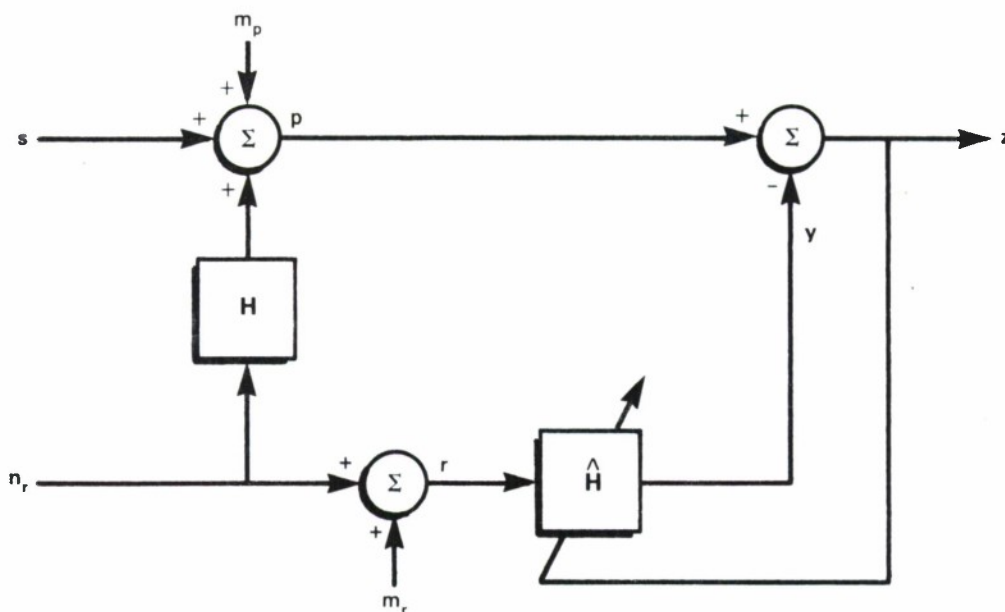 m_p
+
s
+
Σ
p
+
Σ
z
+
-
y
H
n_r
+
Σ
r
Ĥ
+
m_r